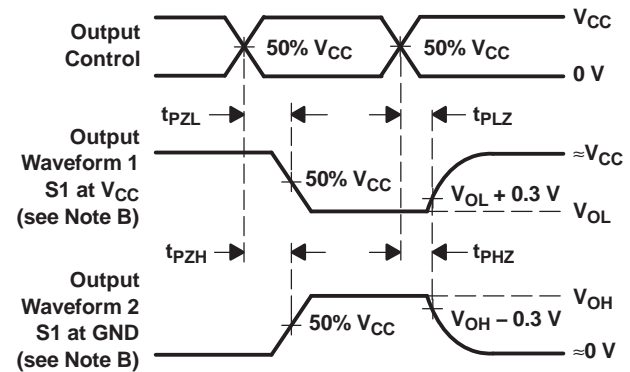 Output
Control
50% VCC
50% VCC
VCC
0 V
tPZL
tPLZ
Output
Waveform 1
S1 at VCC
(see Note B)
50% VCC
VOL + 0.3 V
≈VCC
VOL
tPZH
tPHZ
Output
Waveform 2
S1 at GND
(see Note B)
50% VCC
VOH – 0.3 V
VOH
≈0 V